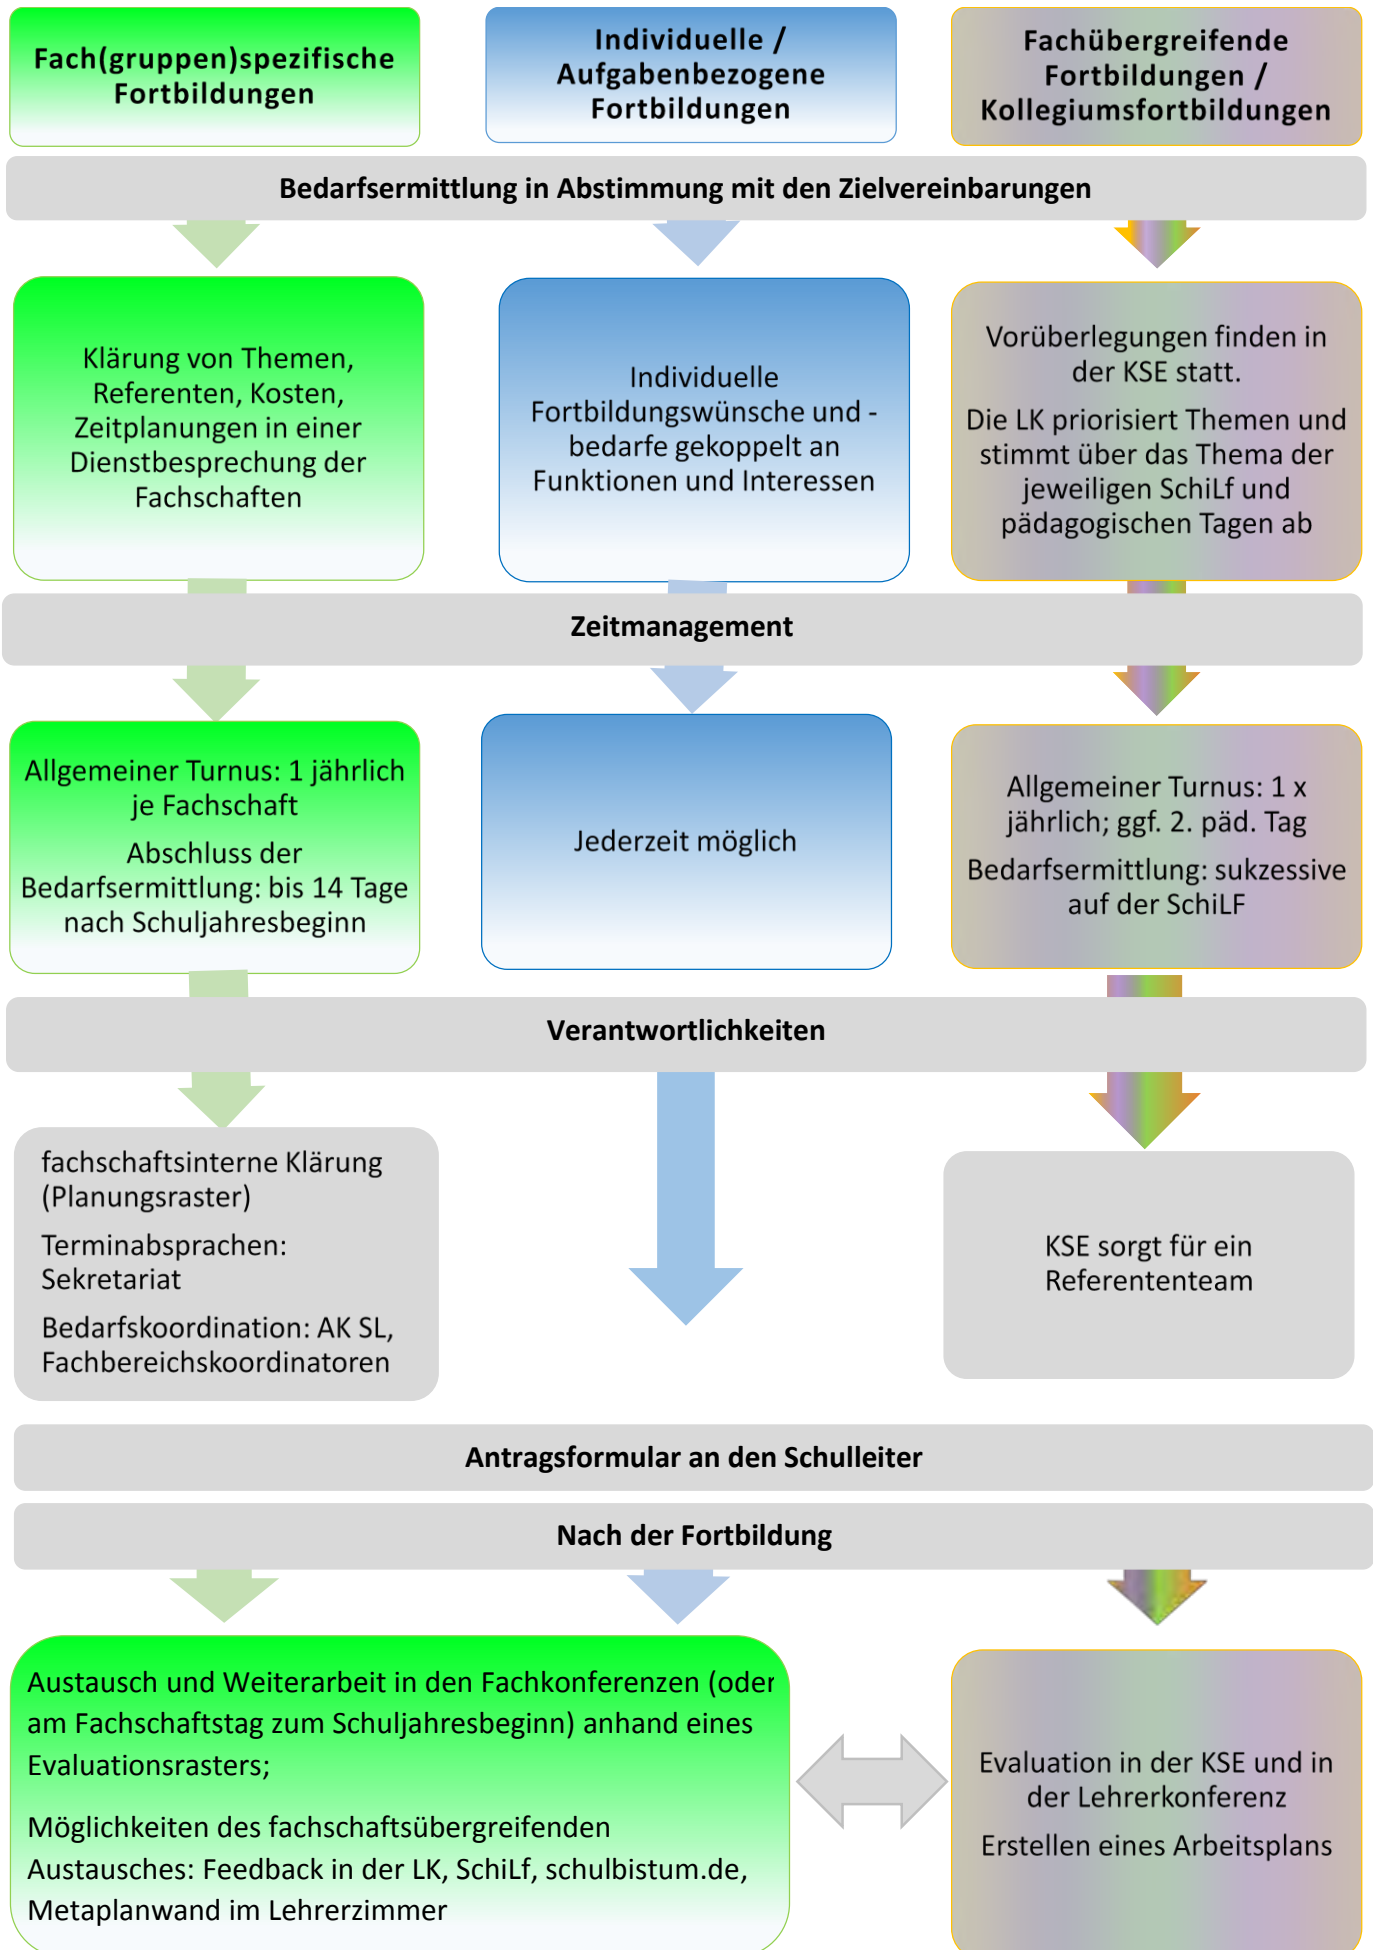 Fach(gruppen)spezifische
Fortbildungen
Individuelle /
Aufgabenbezogene
Fortbildungen
Fachübergreifende
Fortbildungen /
Kollegiumsfortbildungen
Bedarfsermittlung in Abstimmung mit den Zielvereinbarungen
Klärung von Themen,
Referenten, Kosten,
Zeitplanungen in einer
Dienstbesprechung der
Fachschaften
Individuelle
Fortbildungswünsche und -
bedarfe gekoppelt an
Funktionen und Interessen
Vorüberlegungen finden in
der KSE statt.
Die LK priorisiert Themen und
stimmt über das Thema der
jeweiligen SchiLf und
pädagogischen Tagen ab
Zeitmanagement
Allgemeiner Turnus: 1 jährlich
je Fachschaft
Abschluss der
Bedarfsermittlung: bis 14 Tage
nach Schuljahresbeginn
Jederzeit möglich
Allgemeiner Turnus: 1 x
jährlich; ggf. 2. päd. Tag
Bedarfsermittlung: sukzessive
auf der SchiLF
Verantwortlichkeiten
fachschaftsinterne Klärung
(Planungsraster)
Terminabsprachen:
Sekretariat
Bedarfskoordination: AK SL,
Fachbereichskoordinatoren
KSE sorgt für ein
Referententeam
Antragsformular an den Schulleiter
Nach der Fortbildung
Austausch und Weiterarbeit in den Fachkonferenzen (oder
am Fachschaftstag zum Schuljahresbeginn) anhand eines
Evaluationsrasters;
Möglichkeiten des fachschaftsübergreifenden
Austausches: Feedback in der LK, SchiLf, schulbistum.de,
Metaplanwand im Lehrerzimmer
Evaluation in der KSE und in
der Lehrerkonferenz
Erstellen eines Arbeitsplans